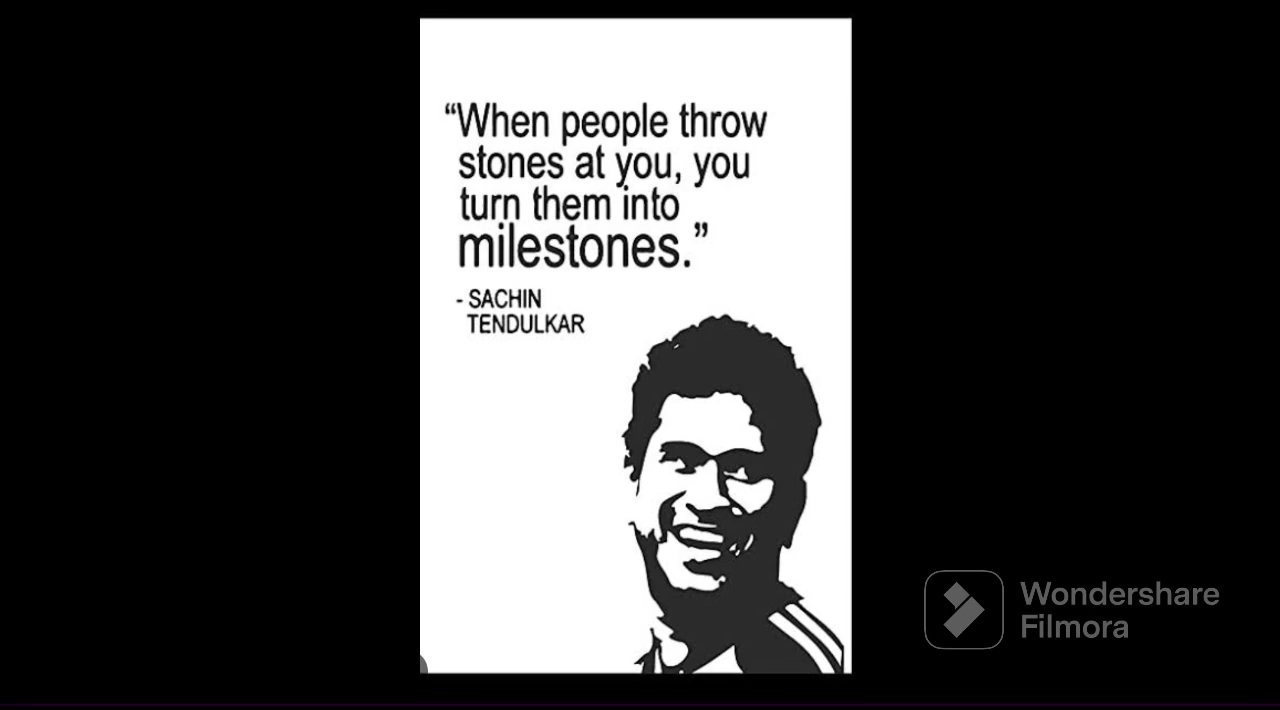 “When people throw
stones at you, you
turn them into
milestones.”
- SACHIN
TENDULKAR
Wondershare
Filmora